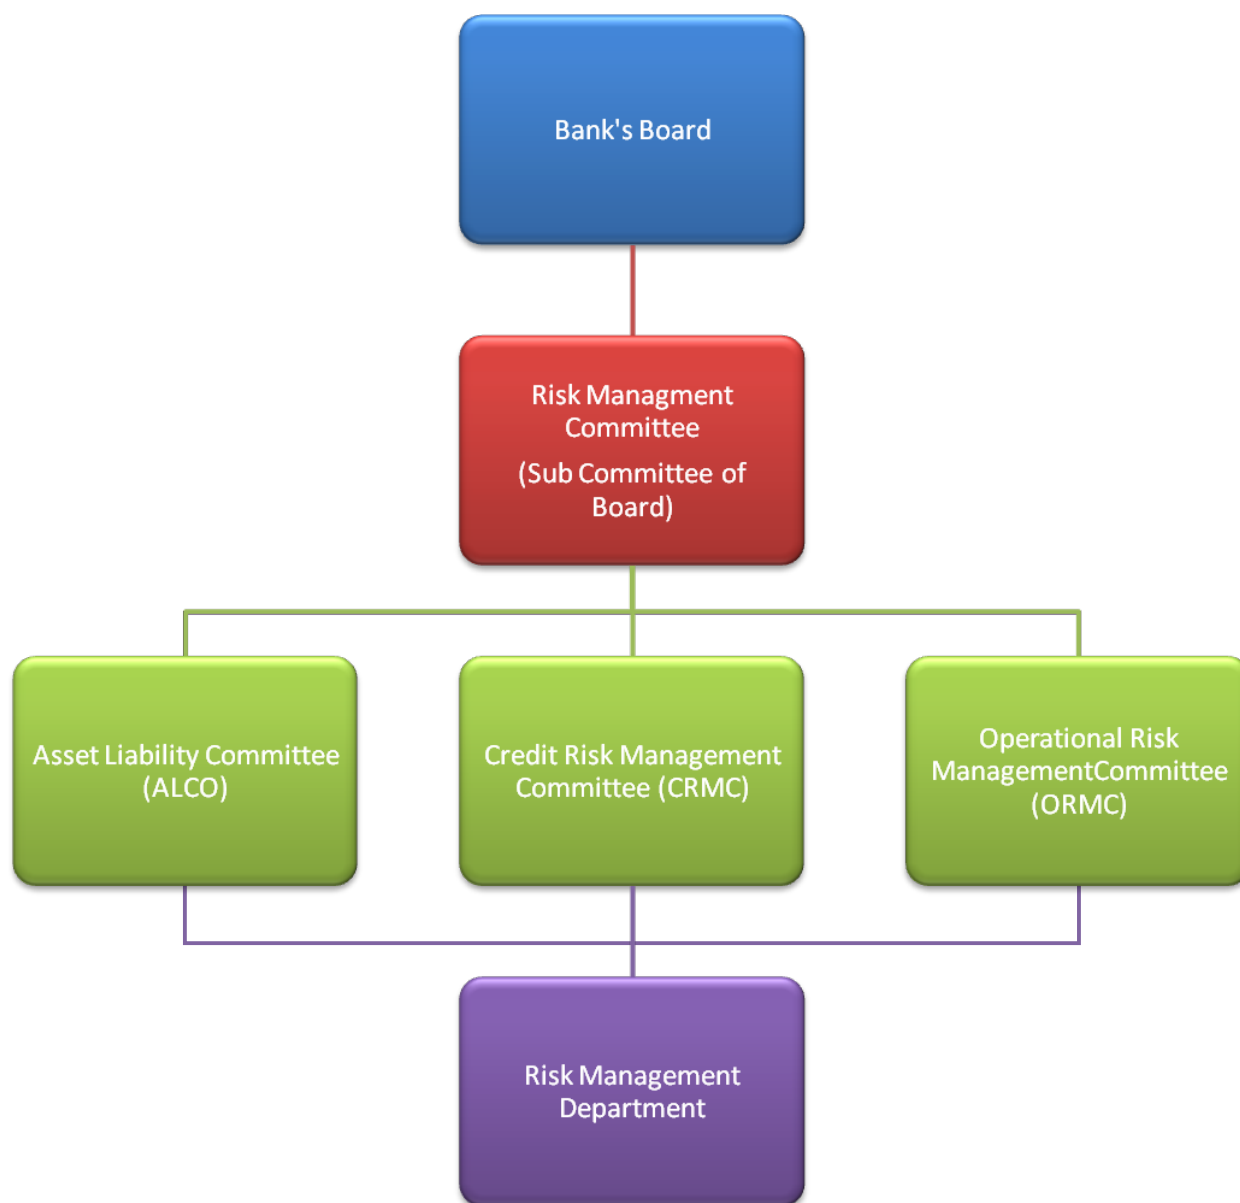 Bank's Board
Risk Managment
Committee
(Sub Committee of
Board)
Asset Liability Committee
(ALCO)
Credit Risk Management
Committee (CRMC)
Operational Risk
ManagementCommittee
(ORMC)
Risk Management
Department